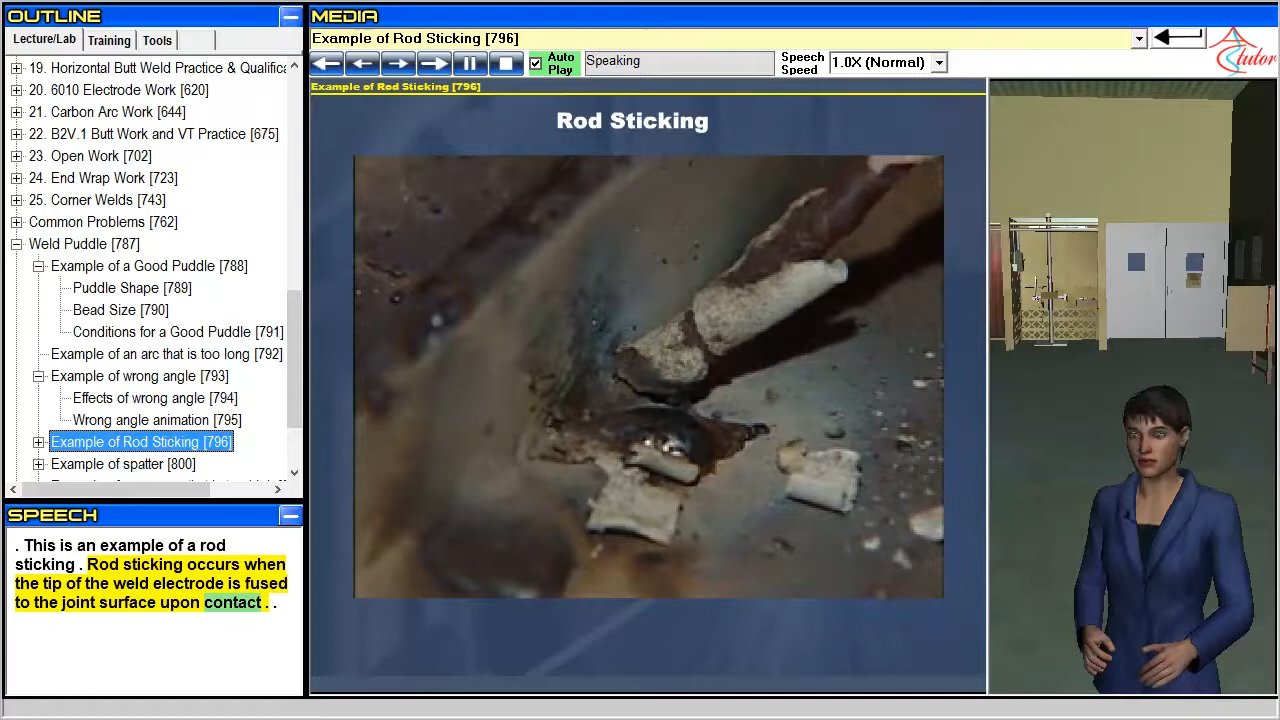 OUTLINE
Lecture/Lab
Training
Tools
19. Horizontal Butt Weld Practice & Qualifica
20. 6010 Electrode Work [620]
21. Carbon Arc Work [644]
22. B2V.1 Butt Work and VT Practice [675]
23. Open Work [702]
24. End Wrap Work [723]
25. Corner Welds [743]
Common Problems [762]
Weld Puddle [787]
Example of a Good Puddle [788]
Puddle Shape [789]
Bead Size [790]
Conditions for a Good Puddle [791]
Example of an arc that is too long [792]
Example of wrong angle [793]
Effects of wrong angle [794]
Wrong angle animation [795]
Example of Rod Sticking [796]
Example of spatter [800]
SPEECH
. This is an example of a rod
sticking . Rod sticking occurs when
the tip of the weld electrode is fused
to the joint surface upon contact . .
MEDIA
Example of Rod Sticking [796]
Auto
Play
Speaking
Speech
Speed
1.0X (Normal)
tutor
Example of Rod Sticking [796]
Rod Sticking